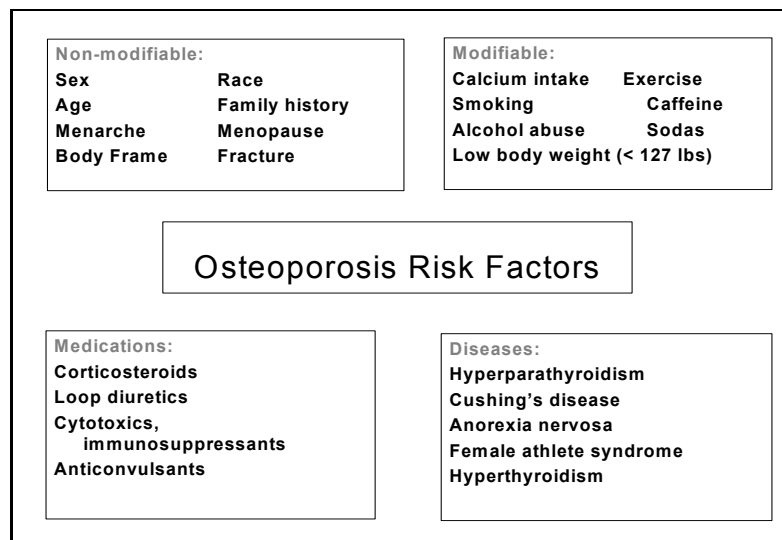 Non-modifiable:
Sex Race
Age Family history
Menarche Menopause
Body Frame Fracture
Modifiable:
Calcium intake Exercise
Smoking Caffeine
Alcohol abuse Sodas
Low body weight (< 127 lbs)
Osteoporosis Risk Factors
Medications:
Corticosteroids
Loop diuretics
Cytotoxics,
immunosuppressants
Anticonvulsants
Diseases:
Hyperparathyroidism
Cushing’s disease
Anorexia nervosa
Female athlete syndrome
Hyperthyroidism